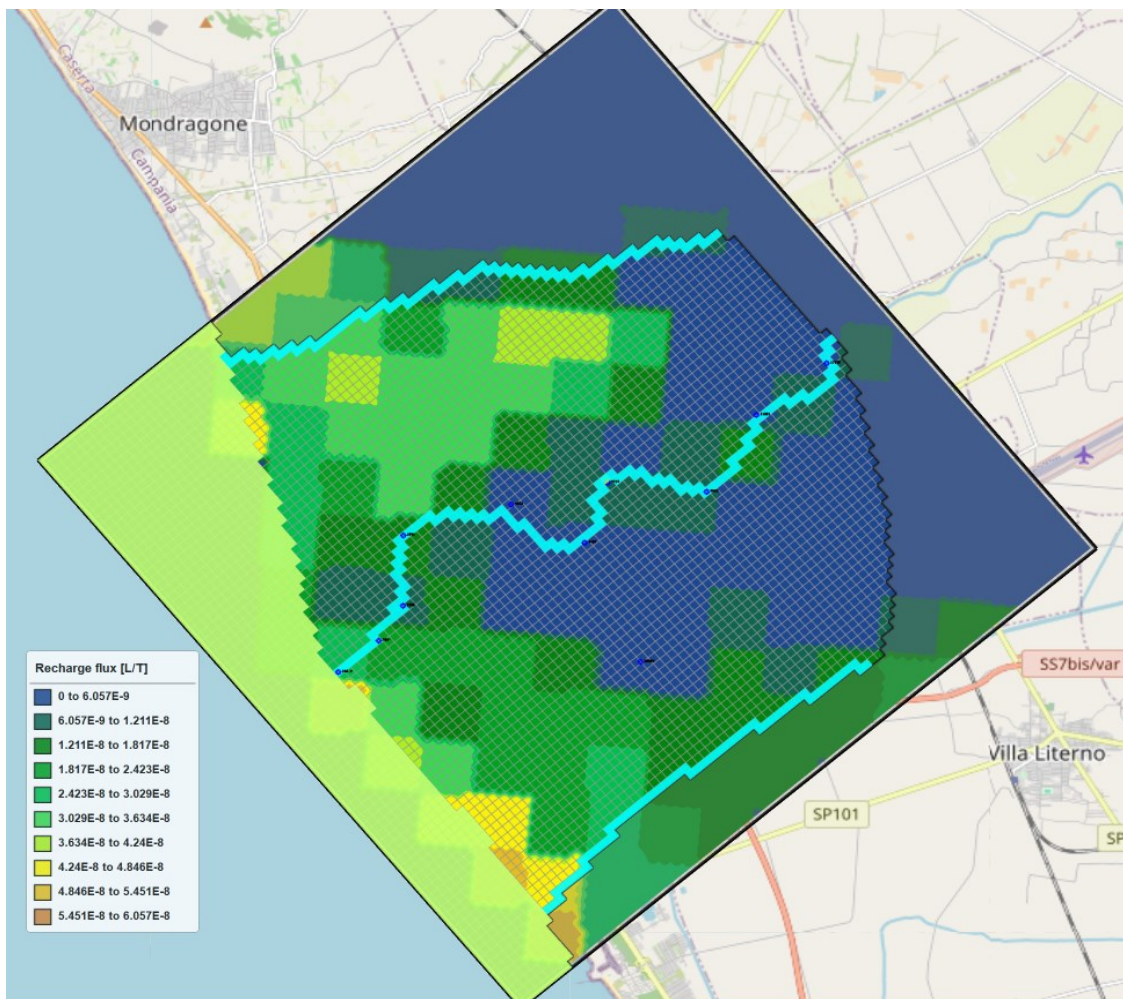 Caserta
Mondragone
Campania
SS7bis/var
Villa Literno
SP101
SP
Recharge flux [L/T]
0 to 6.057E-9
6.057E-9 to 1.211E-8
1.211E-8 to 1.817E-8
1.817E-8 to 2.423E-8
2.423E-8 to 3.029E-8
3.029E-8 to 3.634E-8
3.634E-8 to 4.24E-8
4.24E-8 to 4.846E-8
4.846E-8 to 5.451E-8
5.451E-8 to 6.057E-8